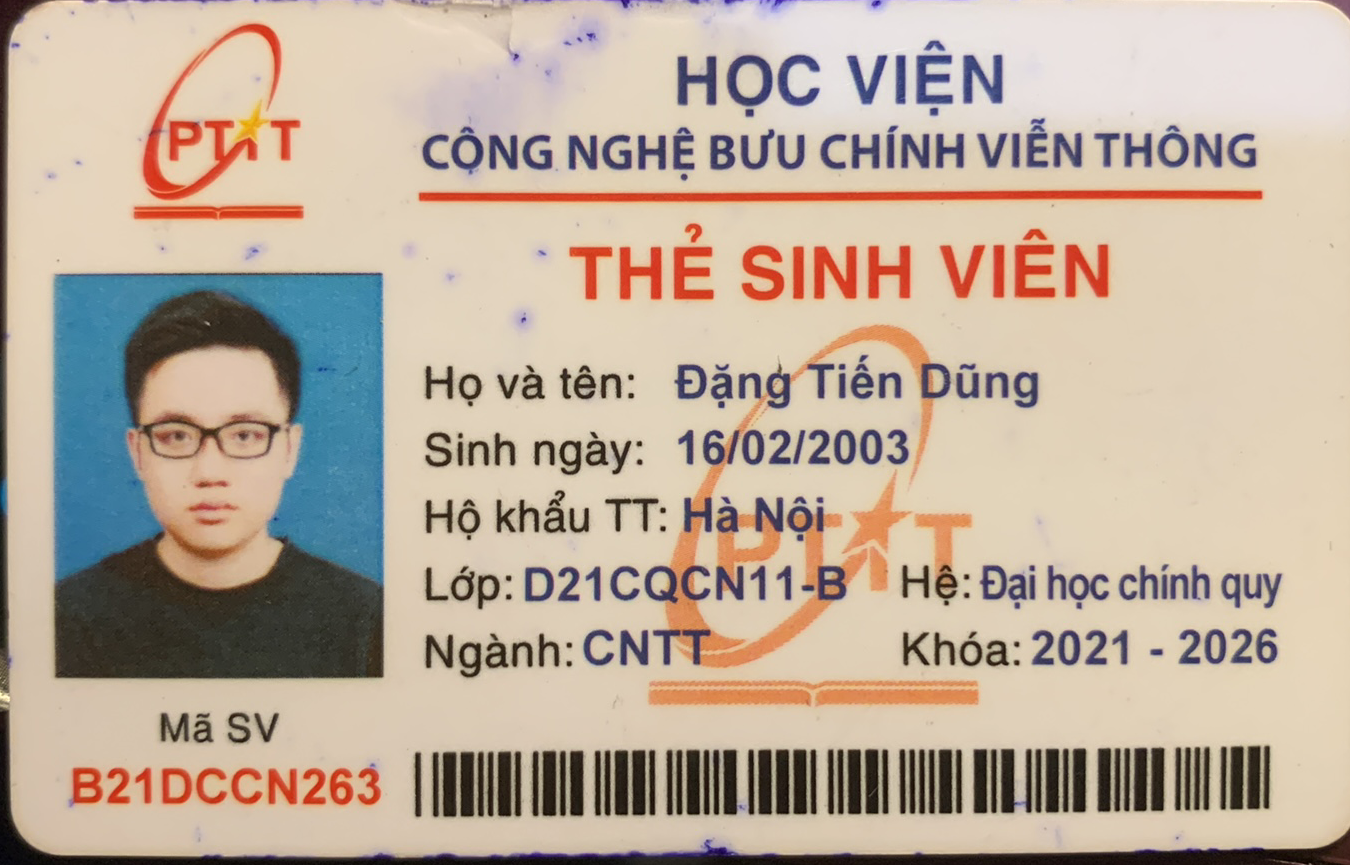 PTIT
HỌC VIỆN
CÔNG NGHỆ BƯU CHÍNH VIỄN THÔNG
THẺ SINH VIÊN
Họ và tên: Đặng Tiến Dũng
Sinh ngày: 16/02/2003
Hộ khẩu TT: Hà Nội
Lớp: D21CQCN11-B Hệ: Đại học chính quy
Ngành: CNTT Khóa: 2021 - 2026
PTIT
Mã SV
B21DCCN263